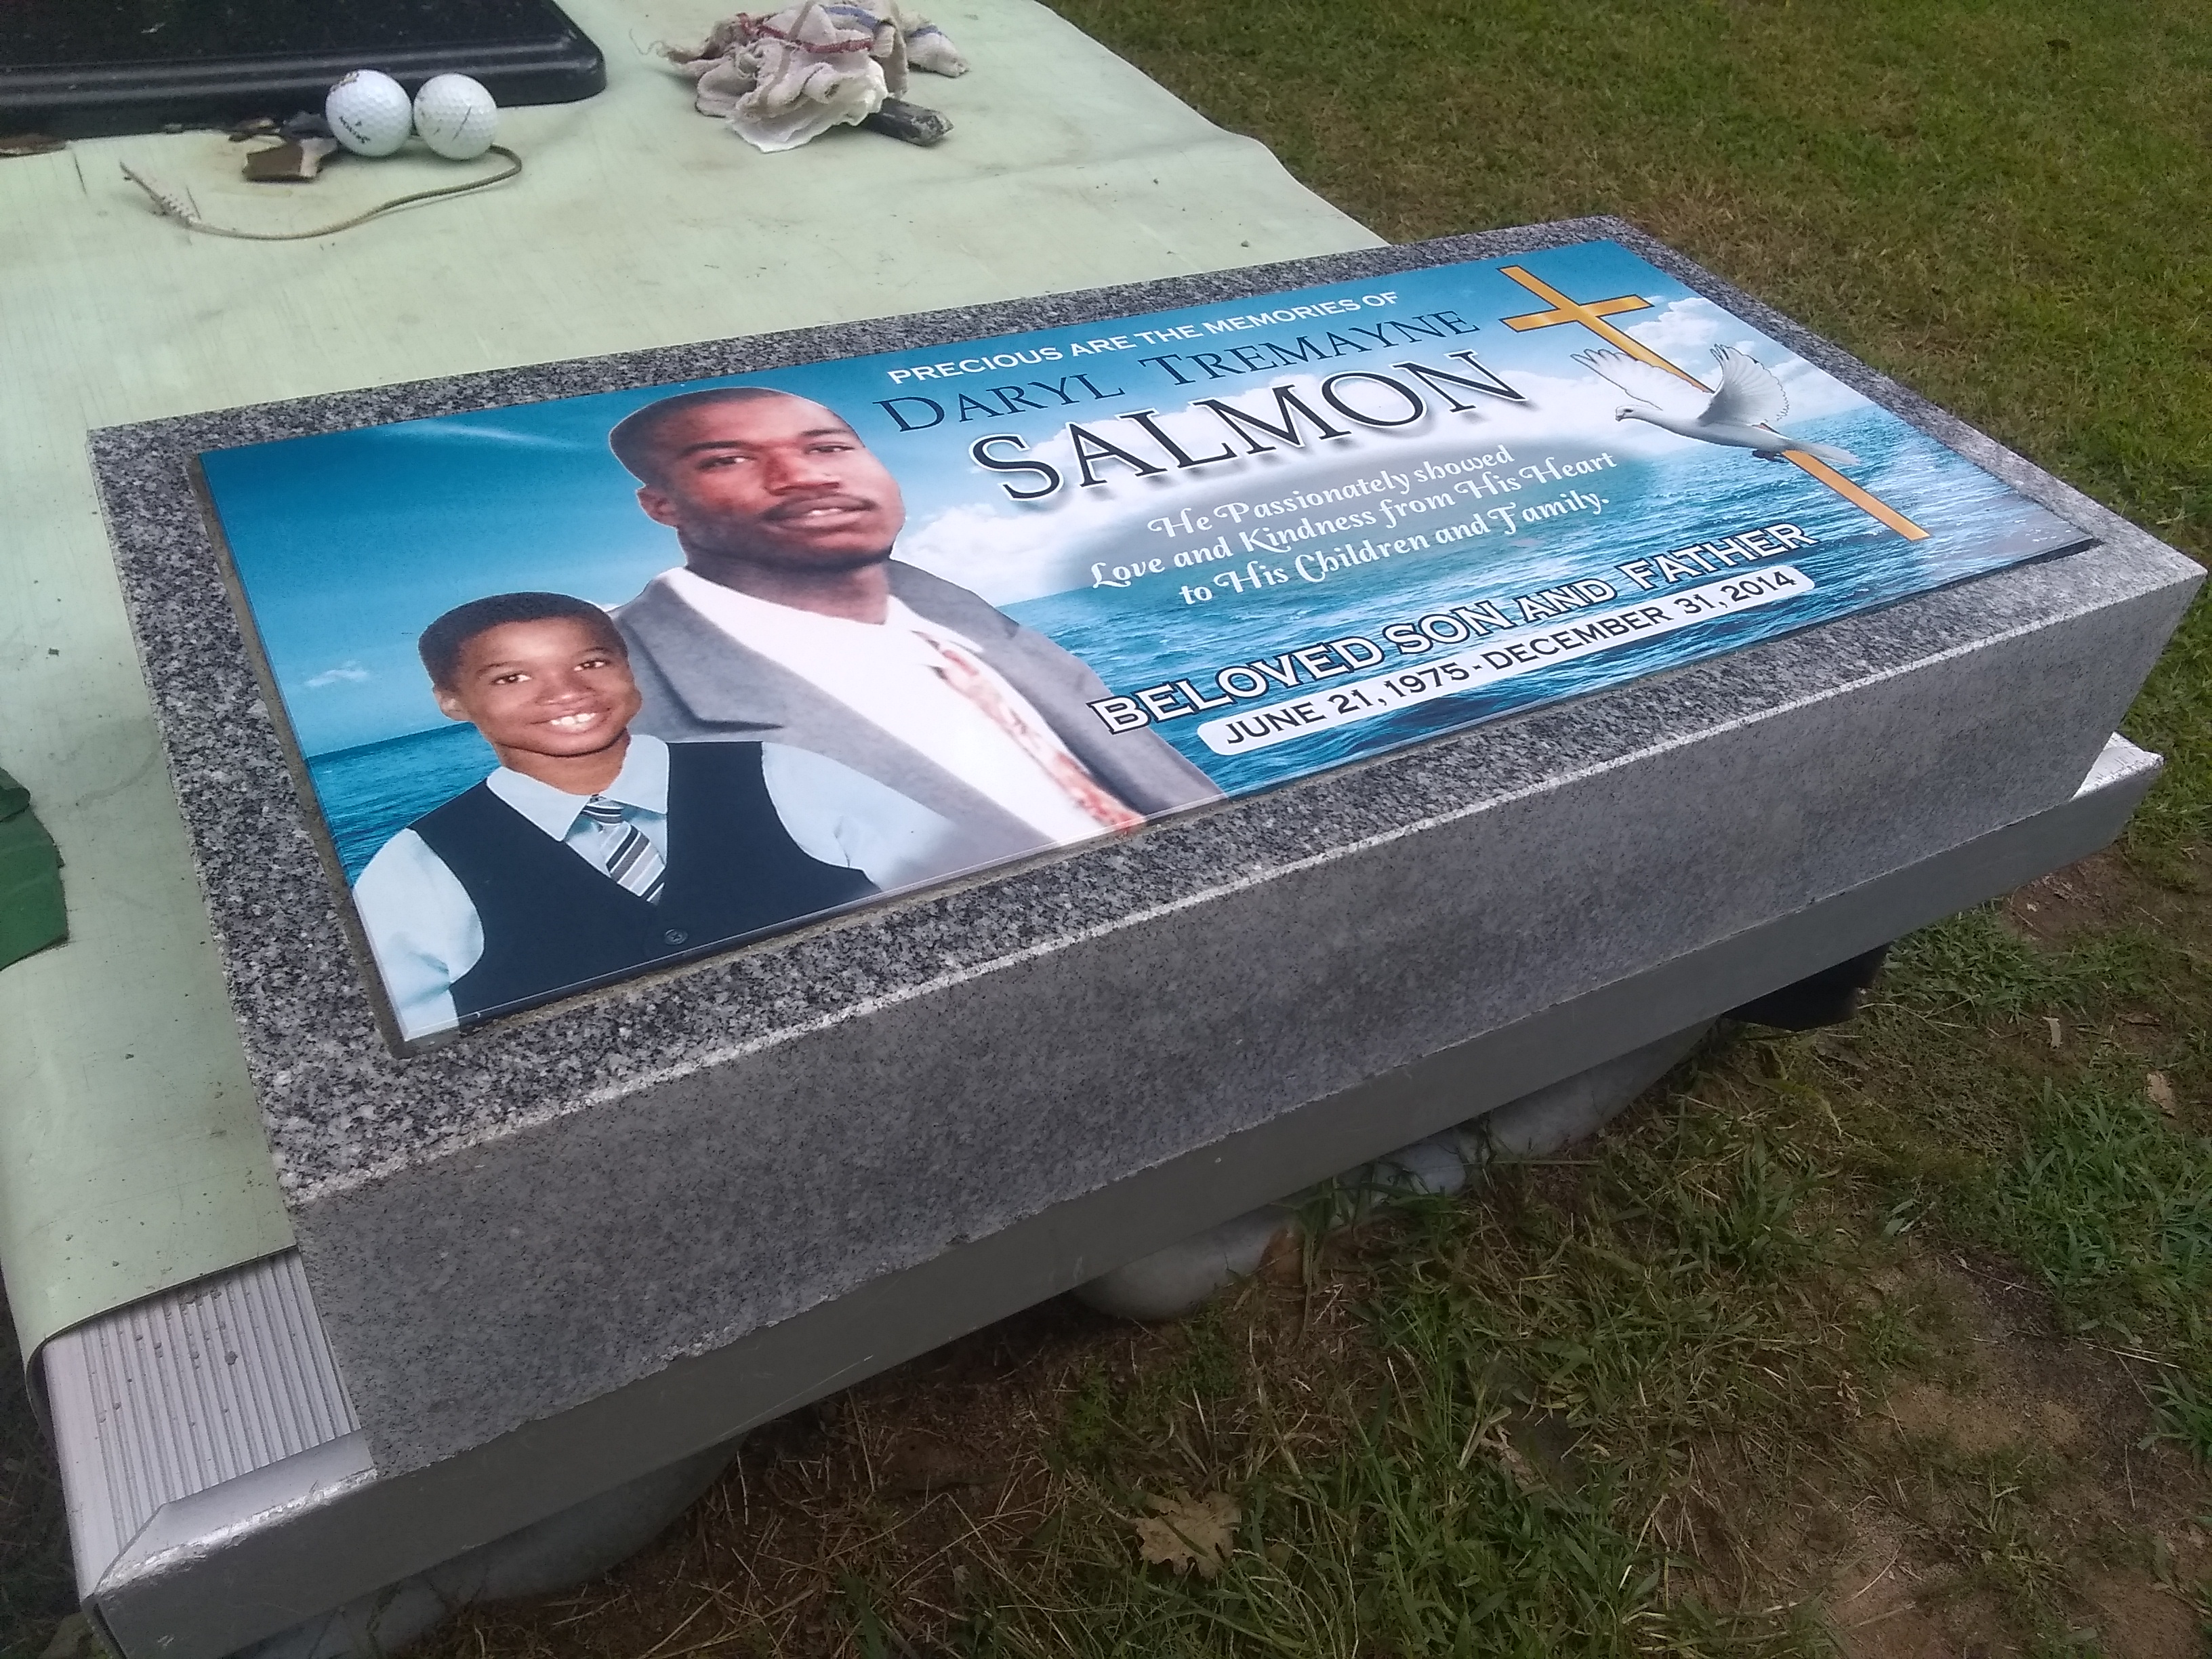 PRECIOUS ARE THE MEMORIES OF
DARYL TREMAYNE
SALMON
He Passionately showed
Love and Kindness from His Heart
to His Children and Family.
BELOVED SON AND FATHER
JUNE 21, 1975 - DECEMBER 31, 2014